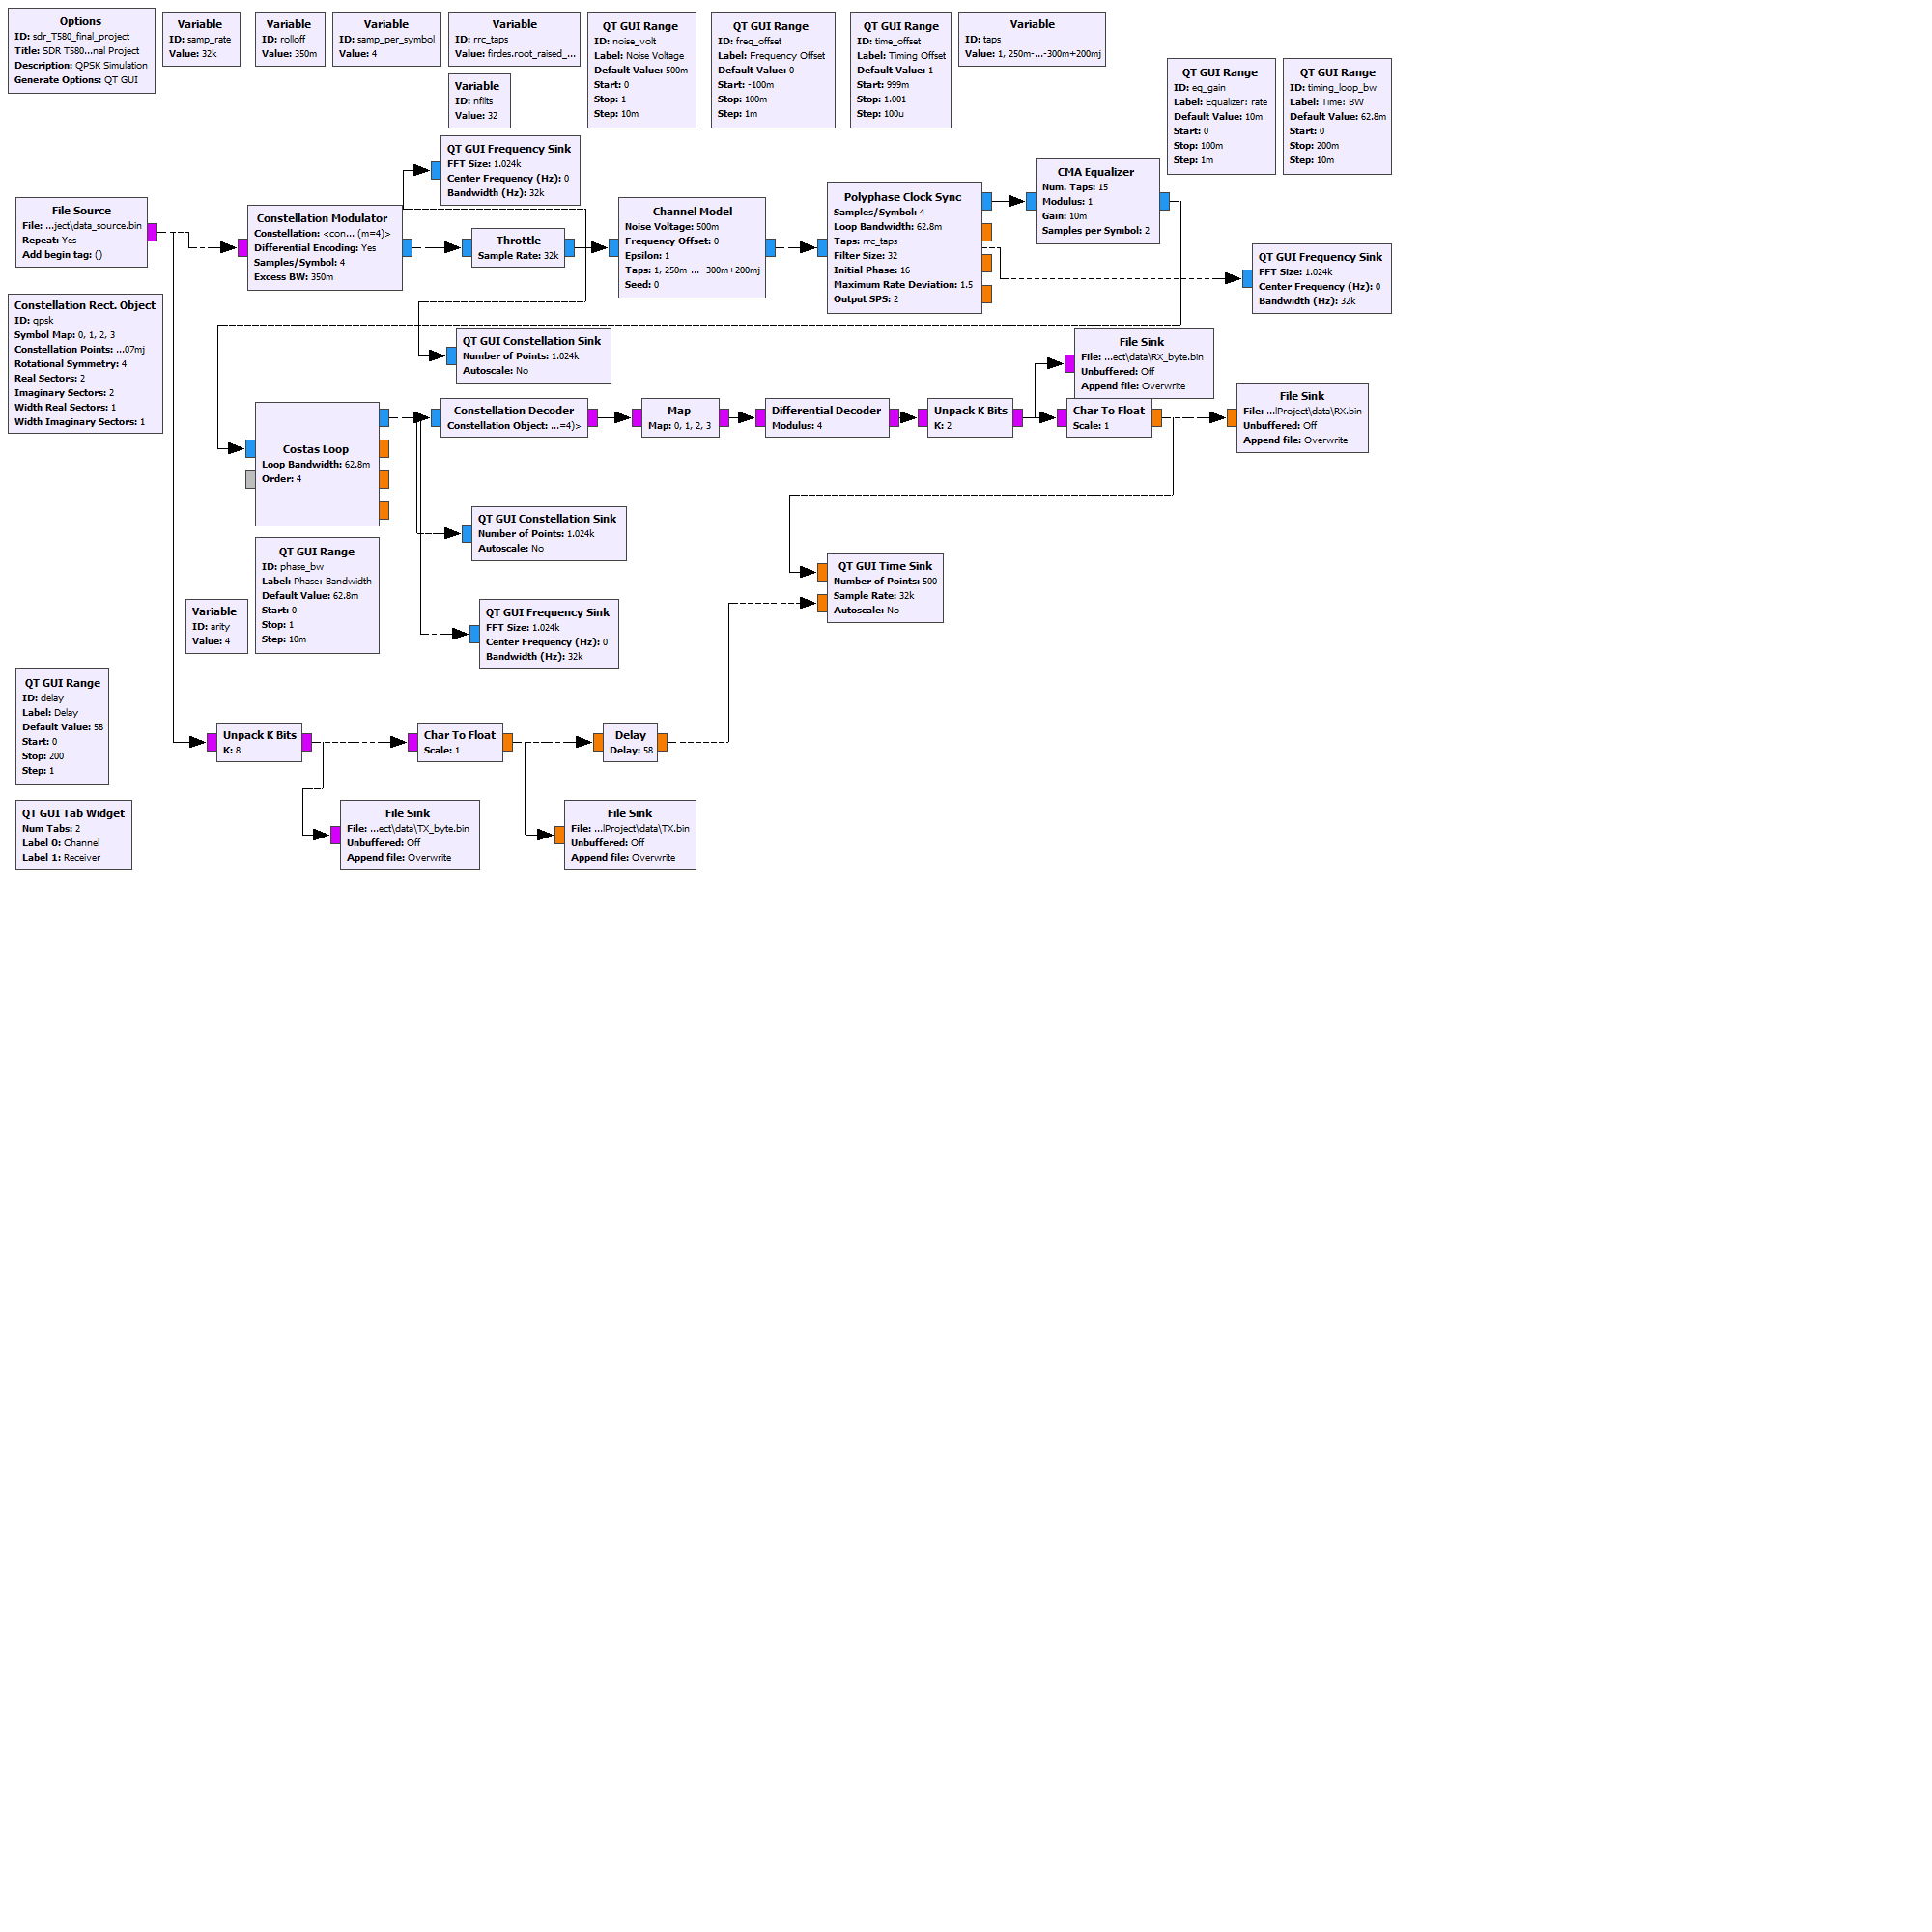 Options
ID: sdr_T580_final_project
Title: SDR T580...nal Project
Description: QPSK Simulation
Generate Options: QT GUI
Variable
ID: samp_rate
Value: 32k
Variable
ID: rolloff
Value: 350m
Variable
ID: samp_per_symbol
Value: 4
Variable
ID: rrc_taps
Value: firdes.root_raised_...
Variable
ID: nfilts
Value: 32
QT GUI Range
ID: noise_volt
Label: Noise Voltage
Default Value: 500m
Start: 0
Stop: 1
Step: 10m
QT GUI Range
ID: freq_offset
Label: Frequency Offset
Default Value: 0
Start: -100m
Stop: 100m
Step: 1m
QT GUI Range
ID: time_offset
Label: Timing Offset
Default Value: 1
Start: 999m
Stop: 1.001
Step: 100u
Variable
ID: taps
Value: 1, 250m-...-300m+200mj
QT GUI Range
ID: eq_gain
Label: Equalizer: rate
Default Value: 10m
Start: 0
Stop: 100m
Step: 1m
QT GUI Range
ID: timing_loop_bw
Label: Time: BW
Default Value: 62.8m
Start: 0
Stop: 200m
Step: 10m
QT GUI Frequency Sink
FFT Size: 1.024k
Center Frequency (Hz): 0
Bandwidth (Hz): 32k
File Source
File: ...ject\data_source.bin
Repeat: Yes
Add begin tag: ()
Constellation Modulator
Constellation: <con... (m=4)>
Differential Encoding: Yes
Samples/Symbol: 4
Excess BW: 350m
Throttle
Sample Rate: 32k
Channel Model
Noise Voltage: 500m
Frequency Offset: 0
Epsilon: 1
Taps: 1, 250m-... -300m+200mj
Seed: 0
Polyphase Clock Sync
Samples/Symbol: 4
Loop Bandwidth: 62.8m
Taps: rrc_taps
Filter Size: 32
Initial Phase: 16
Maximum Rate Deviation: 1.5
Output SPS: 2
CMA Equalizer
Num. Taps: 15
Modulus: 1
Gain: 10m
Samples per Symbol: 2
QT GUI Frequency Sink
FFT Size: 1.024k
Center Frequency (Hz): 0
Bandwidth (Hz): 32k
Constellation Rect. Object
ID: qpsk
Symbol Map: 0, 1, 2, 3
Constellation Points: ...07mj
Rotational Symmetry: 4
Real Sectors: 2
Imaginary Sectors: 2
Width Real Sectors: 1
Width Imaginary Sectors: 1
QT GUI Constellation Sink
Number of Points: 1.024k
Autoscale: No
File Sink
File: ...ect\data\RX_byte.bin
Unbuffered: Off
Append file: Overwrite
Costas Loop
Loop Bandwidth: 62.8m
Order: 4
Constellation Decoder
Constellation Object: ...=4)>
Map
Map: 0, 1, 2, 3
Differential Decoder
Modulus: 4
Unpack K Bits
K: 2
Char To Float
Scale: 1
File Sink
File: ...lProject\data\RX.bin
Unbuffered: Off
Append file: Overwrite
QT GUI Constellation Sink
Number of Points: 1.024k
Autoscale: No
QT GUI Range
ID: phase_bw
Label: Phase: Bandwidth
Default Value: 62.8m
Start: 0
Stop: 1
Step: 10m
Variable
ID: arity
Value: 4
QT GUI Frequency Sink
FFT Size: 1.024k
Center Frequency (Hz): 0
Bandwidth (Hz): 32k
QT GUI Time Sink
Number of Points: 500
Sample Rate: 32k
Autoscale: No
QT GUI Range
ID: delay
Label: Delay
Default Value: 58
Start: 0
Stop: 200
Step: 1
Unpack K Bits
K: 8
Char To Float
Scale: 1
Delay
Delay: 58
QT GUI Tab Widget
Num Tabs: 2
Label 0: Channel
Label 1: Receiver
File Sink
File: ...ect\data\TX_byte.bin
Unbuffered: Off
Append file: Overwrite
File Sink
File: ...lProject\data\TX.bin
Unbuffered: Off
Append file: Overwrite